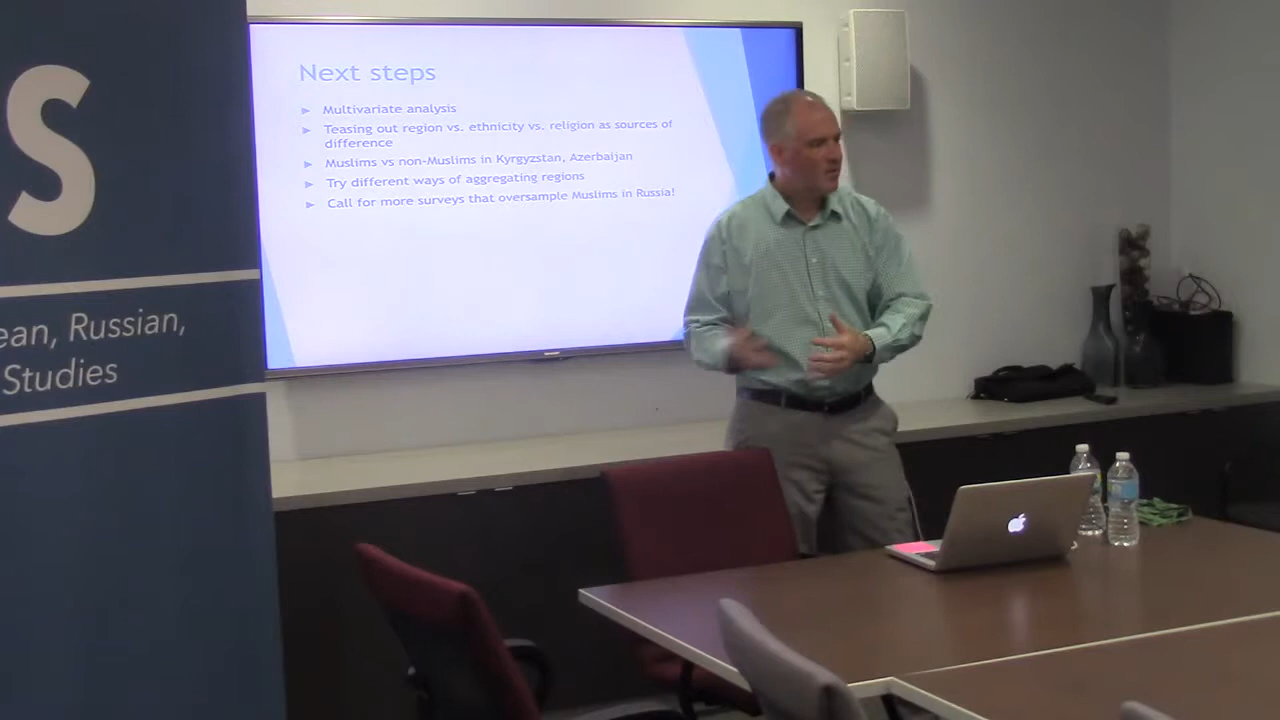 S
ean, Russian,
Studies
Next steps
Multivariate analysis
Teasing out region vs. ethnicity vs. religion as sources of
difference
Muslims vs non-Muslims in Kyrgyzstan, Azerbaijan
Try different ways of aggregating regions
Call for more surveys that oversample Muslims in Russia!